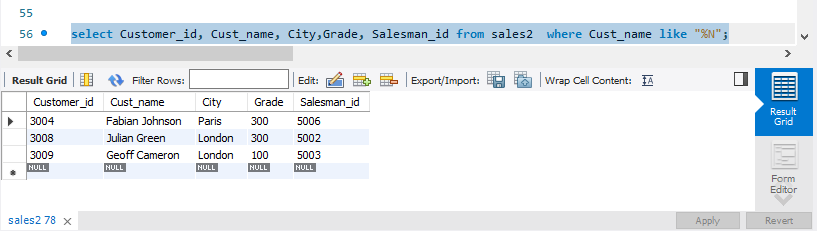 55
56 select Customer_id, Cust_name, City,Grade, Salesman_id from sales2  where Cust_name like "%N";
Result Grid Filter Rows: Edit: Export/Import: Wrap Cell Content: IA
Customer_id Cust_name City Grade Salesman_id
3004 Fabian Johnson Paris 300 5006
3008 Julian Green London 300 5002
3009 Geoff Cameron London 100 5003
NULL NULL NULL NULL NULL
Result
Grid
Form
Editor
sales2 78 Apply Revert